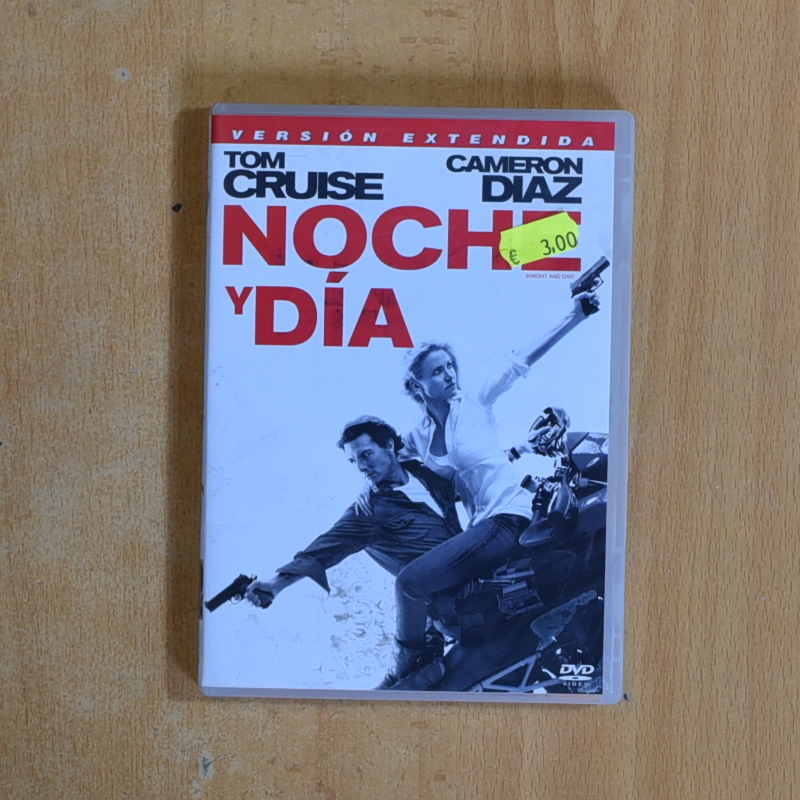 VERSIÓN EXTENDIDA
TOM CRUISE
CAMERON DIAZ
NOCHE
€ 3,00
(KNIGHT AND DAY)
Y DÍA
DVD
VIDEO